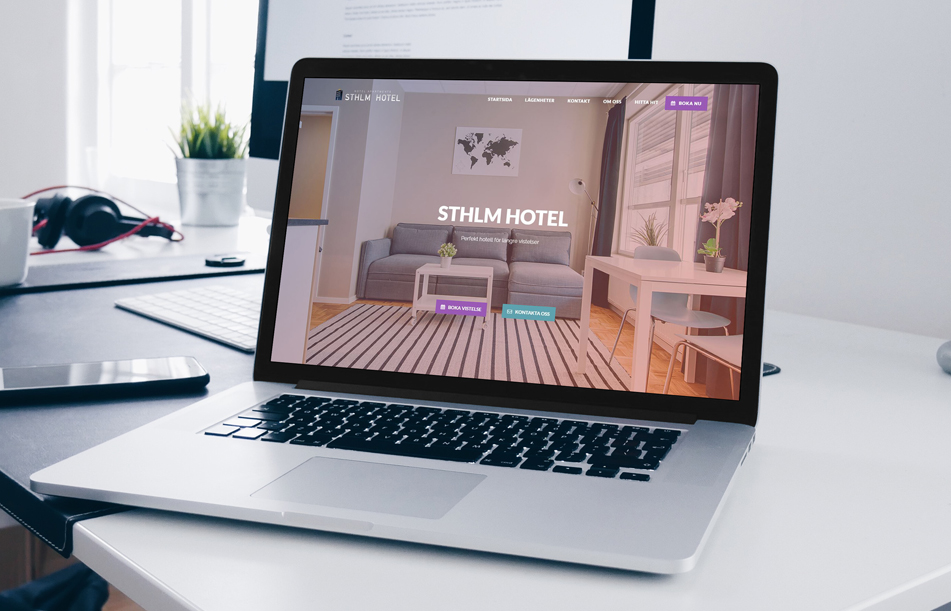 STHLM HOTEL
STARTSIDA LÄGENHETER KONTAKT OM OSS HITTA HIT BOKA NU
STHLM HOTEL
Perfekt hotell för längre vistelser
BOKA VISTELSE KONTAKTA OSS